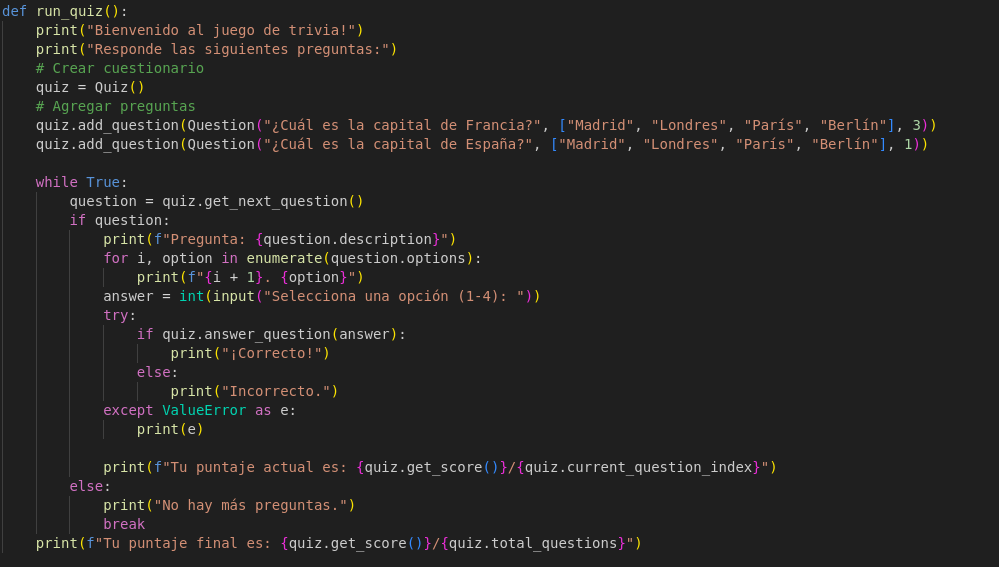 def run_quiz():
    print("Bienvenido al juego de trivia!")
    print("Responde las siguientes preguntas:")
    # Crear cuestionario
    quiz = Quiz()
    # Agregar preguntas
    quiz.add_question(Question("¿Cuál es la capital de Francia?", ["Madrid", "Londres", "París", "Berlín"], 3))
    quiz.add_question(Question("¿Cuál es la capital de España?", ["Madrid", "Londres", "París", "Berlín"], 1))

    while True:
        question = quiz.get_next_question()
        if question:
            print(f"Pregunta: {question.description}")
            for i, option in enumerate(question.options):
                print(f"{i + 1}. {option}")
            answer = int(input("Selecciona una opción (1-4): "))
            try:
                if quiz.answer_question(answer):
                    print("¡Correcto!")
                else:
                    print("Incorrecto.")
            except ValueError as e:
                print(e)

            print(f"Tu puntaje actual es: {quiz.get_score()}/{quiz.current_question_index}")
        else:
            print("No hay más preguntas.")
            break
    print(f"Tu puntaje final es: {quiz.get_score()}/{quiz.total_questions}")